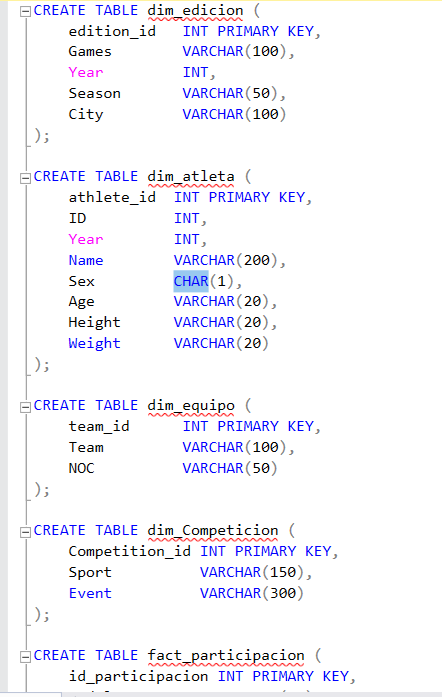 CREATE TABLE dim_edicion (
edition_id INT PRIMARY KEY,
Games VARCHAR(100),
Year INT,
Season VARCHAR(50),
City VARCHAR(100)
);
CREATE TABLE dim_atleta (
athlete_id INT PRIMARY KEY,
ID INT,
Year INT,
Name VARCHAR(200),
Sex CHAR(1),
Age VARCHAR(20),
Height VARCHAR(20),
Weight VARCHAR(20)
);
CREATE TABLE dim_equipo (
team_id INT PRIMARY KEY,
Team VARCHAR(100),
NOC VARCHAR(50)
);
CREATE TABLE dim_Competicion (
Competition_id INT PRIMARY KEY,
Sport VARCHAR(150),
Event VARCHAR(300)
);
CREATE TABLE fact_participacion (
id_participacion INT PRIMARY KEY,